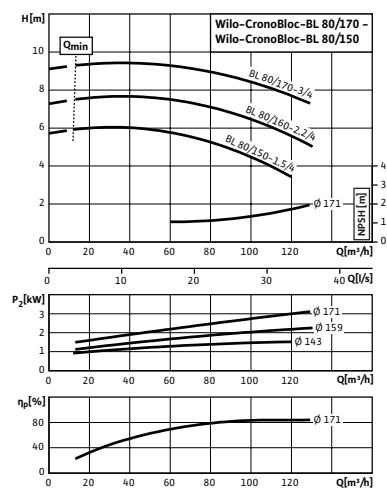 H[m]
Wilo-CronoBloc-BL 80/170 –
Wilo-CronoBloc-BL 80/150
Qmin
10
8
6
4
2
0
BL 80/170-3/4
BL 80/160-2,2/4
BL 80/150-1,5/4
Ø 171
4
3
2
1
0
NPSH [m]
0 20 40 60 80 100 120 Q[m³/h]
0 10 20 30 40 Q[l/s]
P₂[kW]
3
2
1
0
Ø 171
Ø 159
Ø 143
0 20 40 60 80 100 120 Q[m³/h]
ηp[%]
80
40
0
Ø 171
0 20 40 60 80 100 120 Q[m³/h]